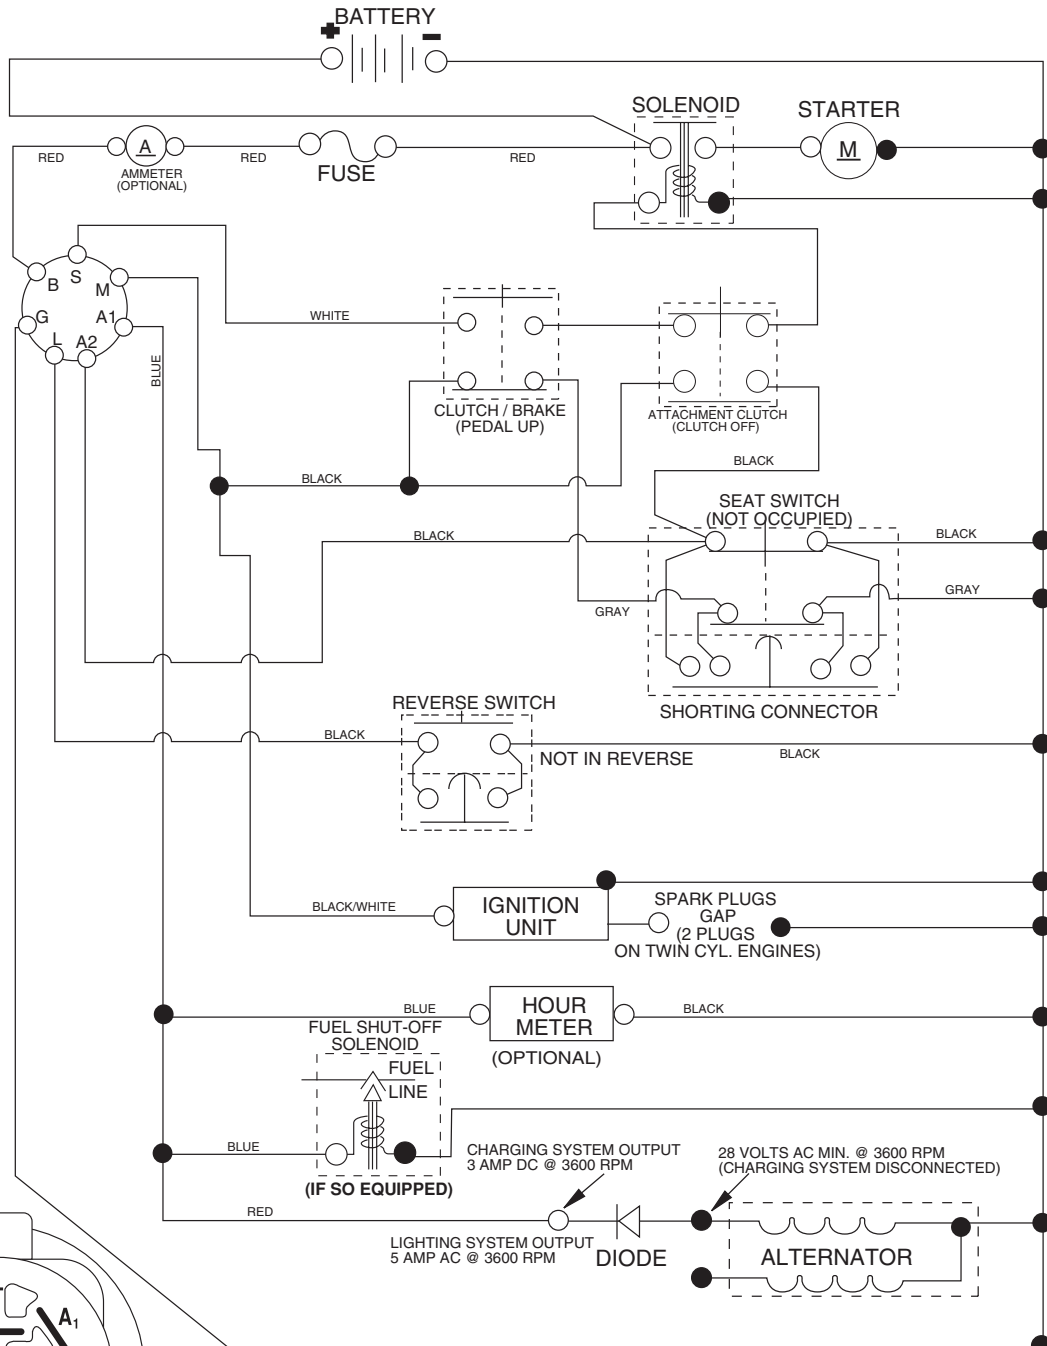 BATTERY
+ -
SOLENOID
STARTER
A
M
RED
RED
RED
AMMETER
(OPTIONAL)
FUSE
B
S
M
G
A1
L
A2
WHITE
BLUE
CLUTCH / BRAKE
(PEDAL UP)
ATTACHMENT CLUTCH
(CLUTCH OFF)
BLACK
BLACK
SEAT SWITCH
(NOT OCCUPIED)
BLACK
BLACK
GRAY
GRAY
SHORTING CONNECTOR
REVERSE SWITCH
BLACK
NOT IN REVERSE
BLACK
BLACK/WHITE
IGNITION
UNIT
SPARK PLUGS
GAP
(2 PLUGS
ON TWIN CYL. ENGINES)
BLUE
HOUR
METER
BLACK
(OPTIONAL)
FUEL SHUT-OFF
SOLENOID
FUEL
LINE
BLUE
(IF SO EQUIPPED)
CHARGING SYSTEM OUTPUT
3 AMP DC @ 3600 RPM
28 VOLTS AC MIN. @ 3600 RPM
(CHARGING SYSTEM DISCONNECTED)
RED
LIGHTING SYSTEM OUTPUT
5 AMP AC @ 3600 RPM
DIODE
ALTERNATOR
A1